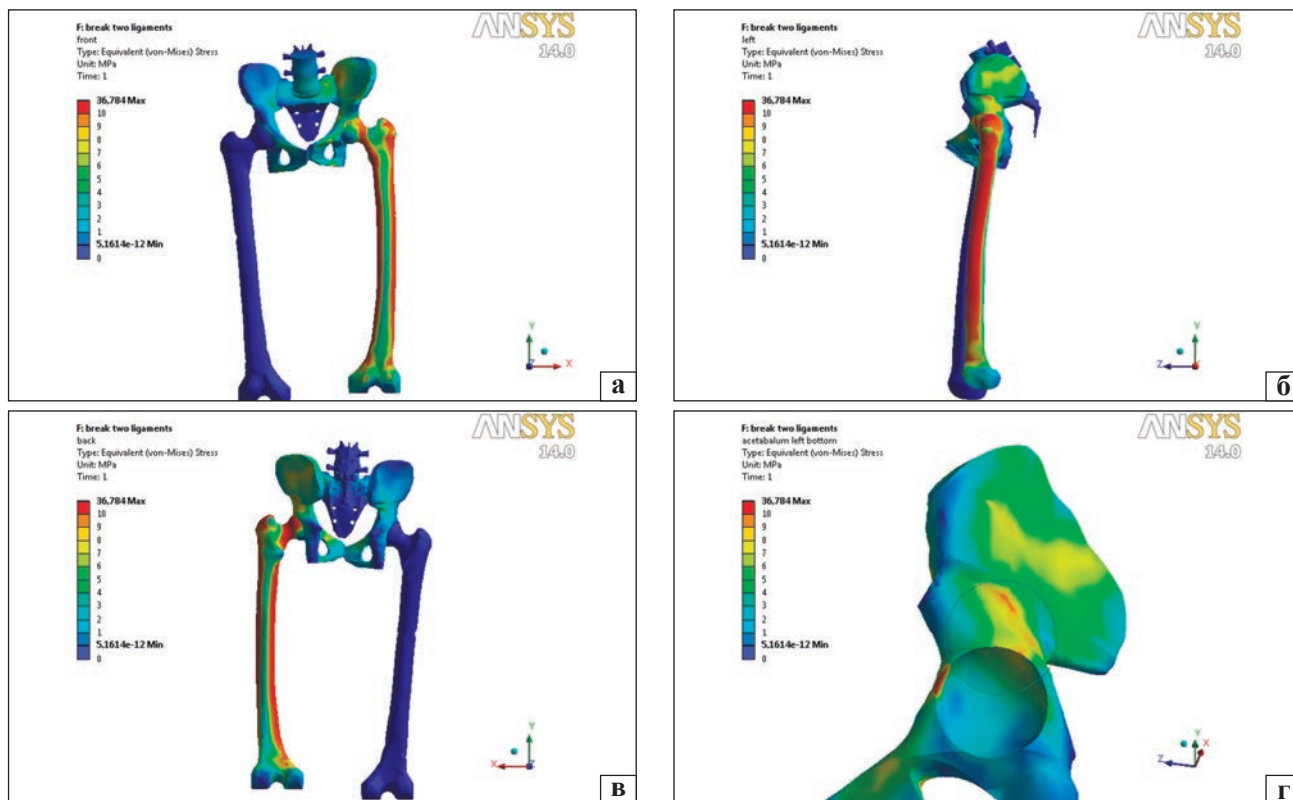 F: break two ligaments
front
Type: Equivalent (von-Mises) Stress
Unit: MPa
Time: 1
36,784 Max
10
9
8
7
6
5
4
3
2
1
5,1614e-12 Min
0
ANSYS
14.0
Y
X
Z
а
F: break two ligaments
left
Type: Equivalent (von-Mises) Stress
Unit: MPa
Time: 1
36,784 Max
10
9
8
7
6
5
4
3
2
1
5,1614e-12 Min
0
ANSYS
14.0
Y
Z
X
б
F: break two ligaments
back
Type: Equivalent (von-Mises) Stress
Unit: MPa
Time: 1
36,784 Max
10
9
8
7
6
5
4
3
2
1
5,1614e-12 Min
0
ANSYS
14.0
Y
X
Z
в
F: break two ligaments
acetabalum left bottom
Type: Equivalent (von-Mises) Stress
Unit: MPa
Time: 1
36,784 Max
10
9
8
7
6
5
4
3
2
1
5,1614e-12 Min
0
ANSYS
14.0
Y
X
Z
г